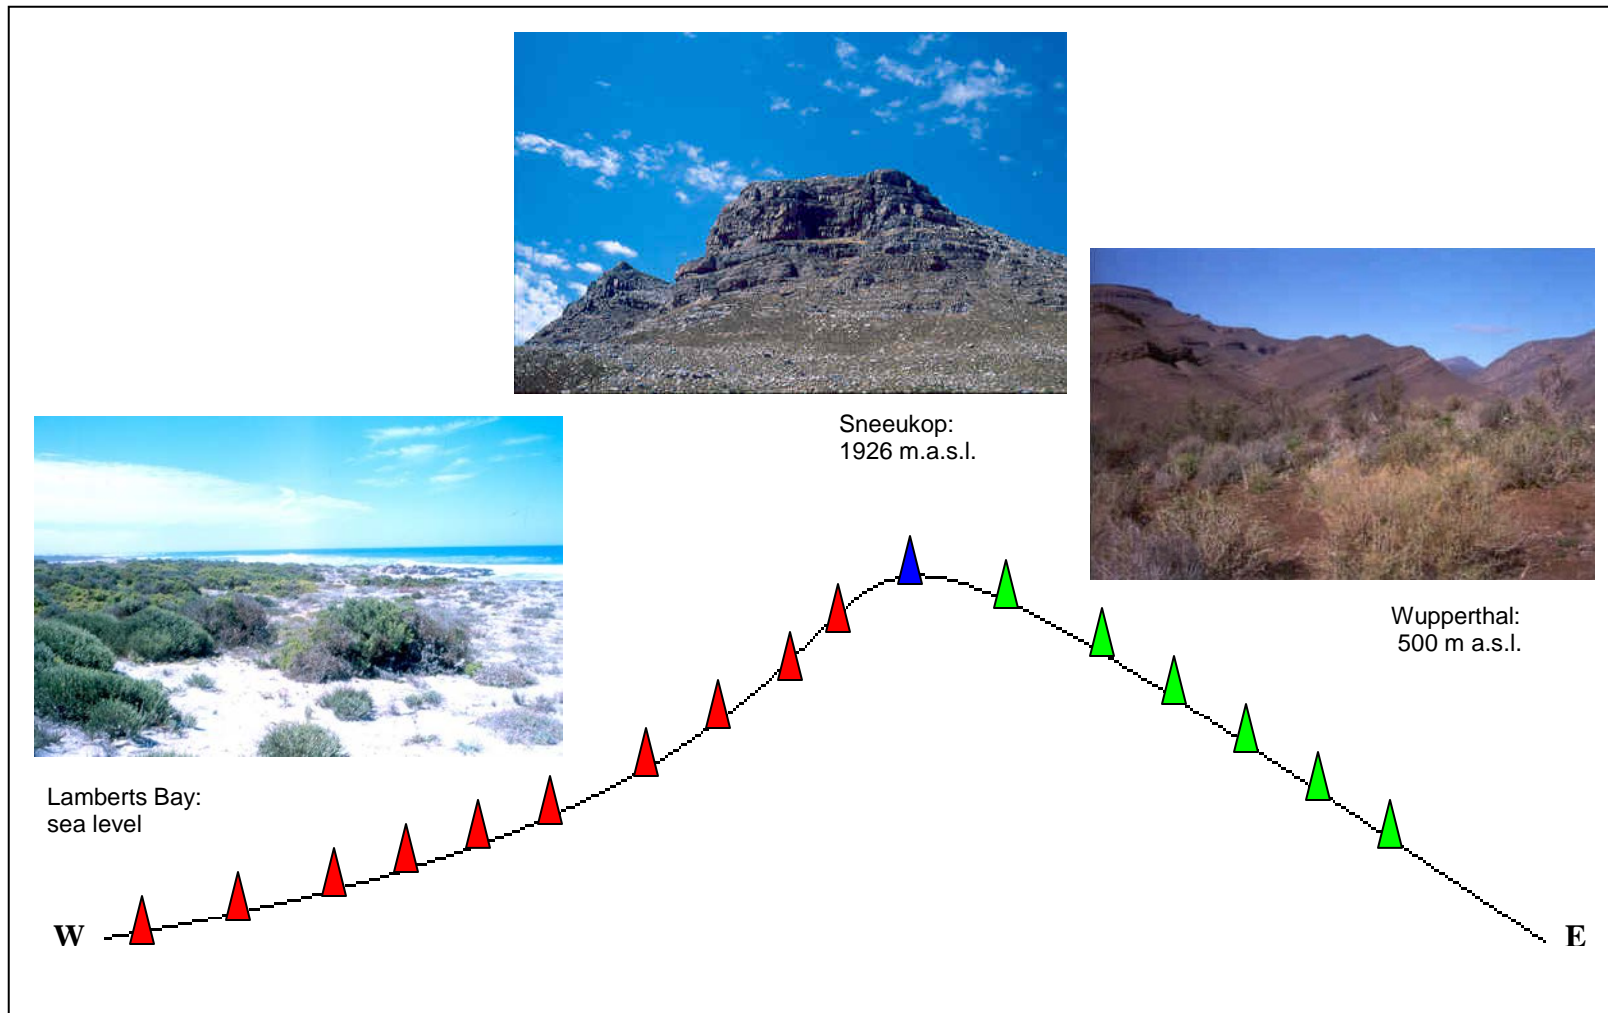 Sneeukop:
1926 m.a.s.l.
Wupperthal:
500 m a.s.l.
Lamberts Bay:
sea level
W
E